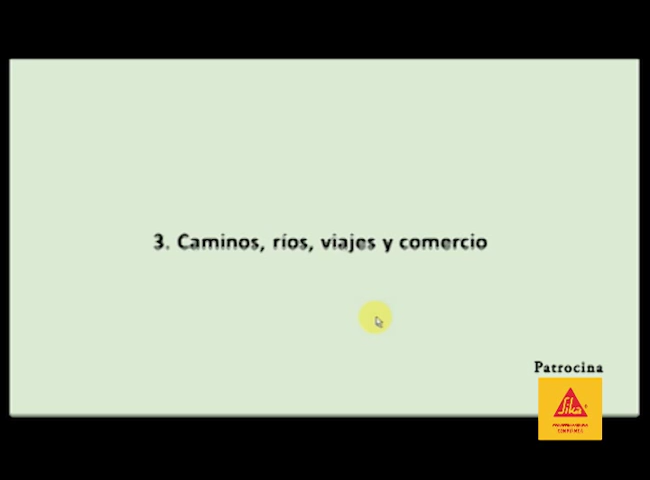 3. Caminos, ríos, viajes y comercio
Patrocina
Sika